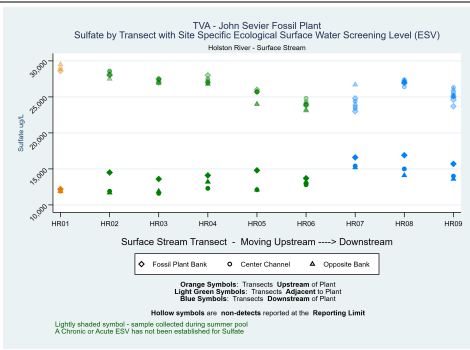 TVA - John Sevier Fossil Plant
Sulfate by Transect with Site Specific Ecological Surface Water Screening Level (ESV)
Holston River - Surface Stream
Sulfate ug/L
30,000
25,000
20,000
15,000
10,000
HR01 HR02 HR03 HR04 HR05 HR06 HR07 HR08 HR09
Surface Stream Transect - Moving Upstream ----> Downstream
Fossil Plant Bank Center Channel Opposite Bank
Orange Symbols: Transects Upstream of Plant
Light Green Symbols: Transects Adjacent to Plant
Blue Symbols: Transects Downstream of Plant
Hollow symbols are non-detects reported at the Reporting Limit
Lightly shaded symbol - sample collected during summer pool
A Chronic or Acute ESV has not been established for Sulfate